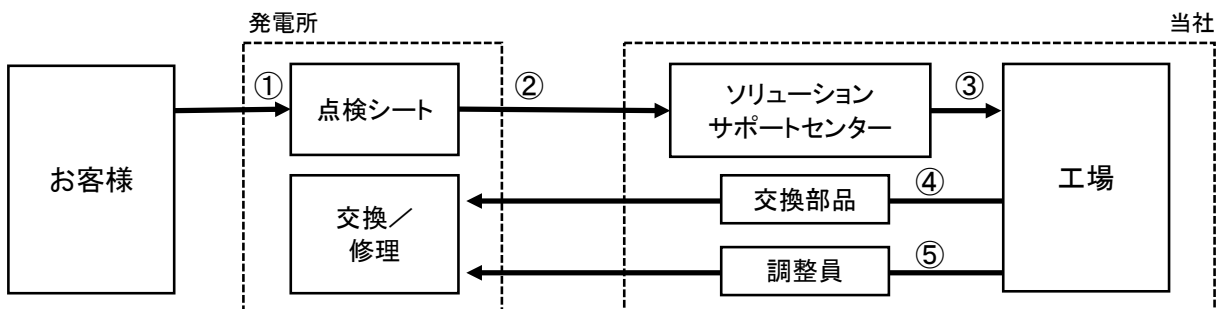 発電所
当社
お客様
①
点検シート
②
ソリューション
サポートセンター
③
工場
交換／
修理
交換部品
④
調整員
⑤